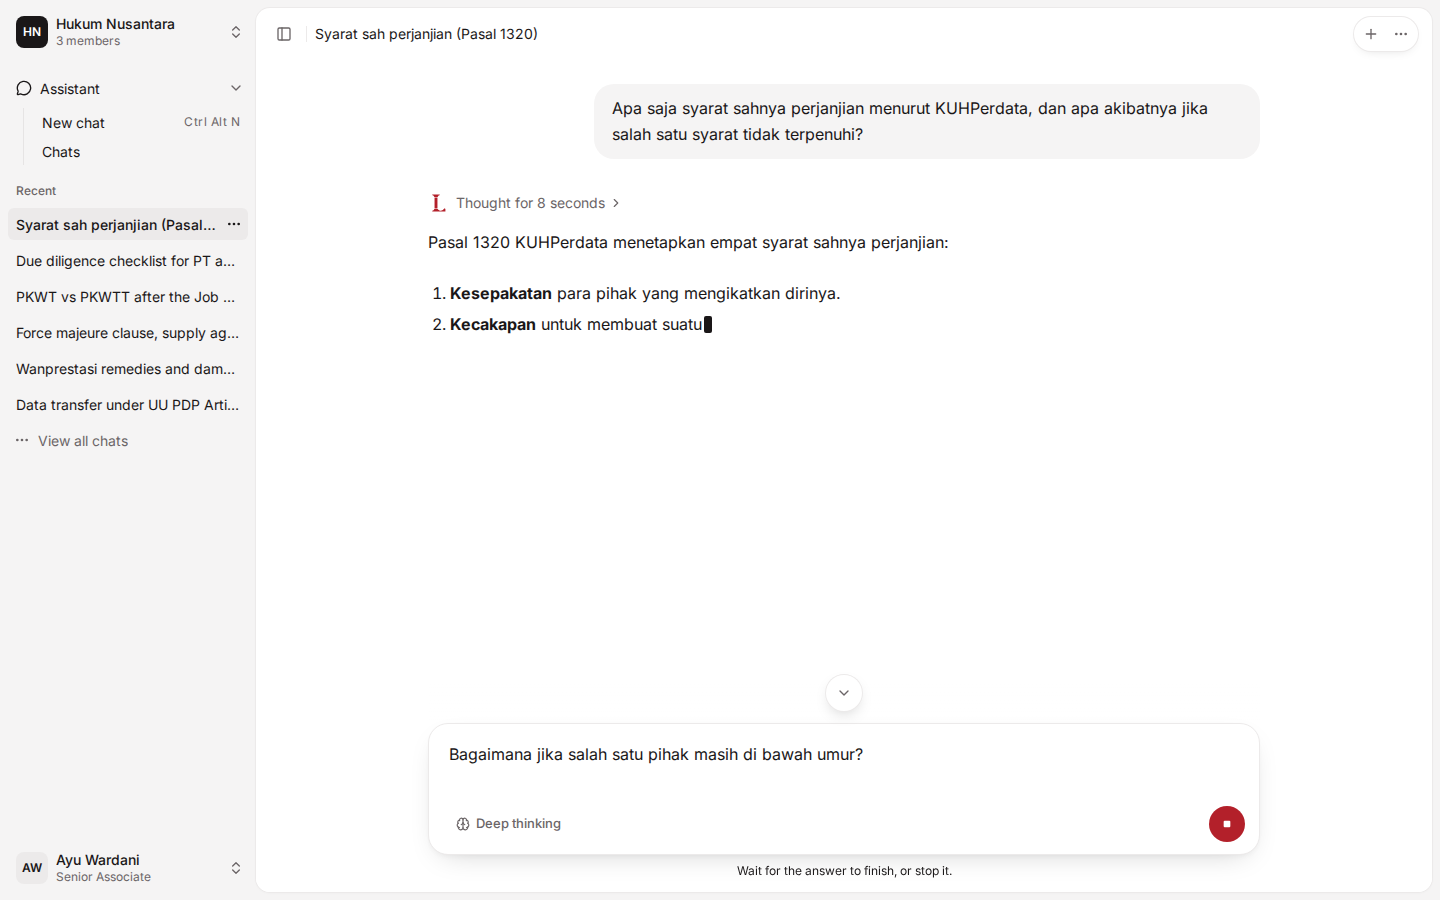 HN
Hukum Nusantara
3 members
Assistant
New chat
Ctrl Alt N
Chats
Recent
Syarat sah perjanjian (Pasal...
Due diligence checklist for PT a...
PKWT vs PKWTT after the Job ...
Force majeure clause, supply ag...
Wanprestasi remedies and dam...
Data transfer under UU PDP Arti...
View all chats
AW
Ayu Wardani
Senior Associate
Syarat sah perjanjian (Pasal 1320)
Apa saja syarat sahnya perjanjian menurut KUHPerdata, dan apa akibatnya jika
salah satu syarat tidak terpenuhi?
L
Thought for 8 seconds
Pasal 1320 KUHPerdata menetapkan empat syarat sahnya perjanjian:
1. Kesepakatan para pihak yang mengikatkan dirinya.
2. Kecakapan untuk membuat suatu
Bagaimana jika salah satu pihak masih di bawah umur?
Deep thinking
Wait for the answer to finish, or stop it.